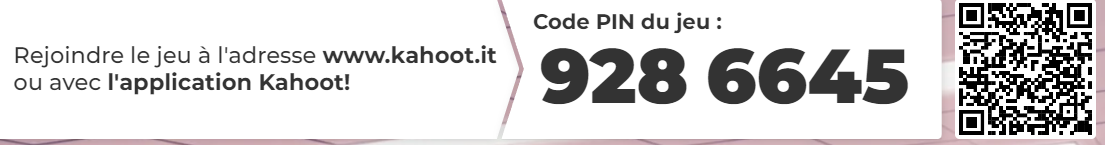 Rejoindre le jeu à l'adresse www.kahoot.it
ou avec l'application Kahoot!
Code PIN du jeu :
928 6645